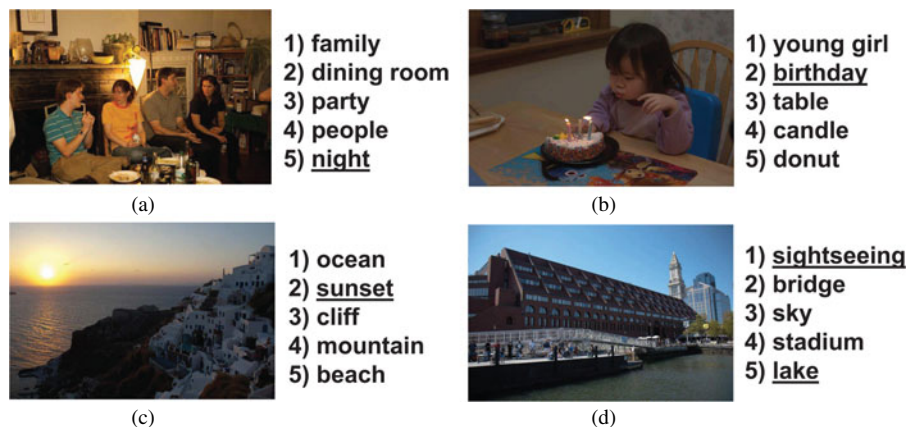 1) family
2) dining room
3) party
4) people
5) night
(a)
1) young girl
2) birthday
3) table
4) candle
5) donut
(b)
1) ocean
2) sunset
3) cliff
4) mountain
5) beach
(c)
1) sightseeing
2) bridge
3) sky
4) stadium
5) lake
(d)